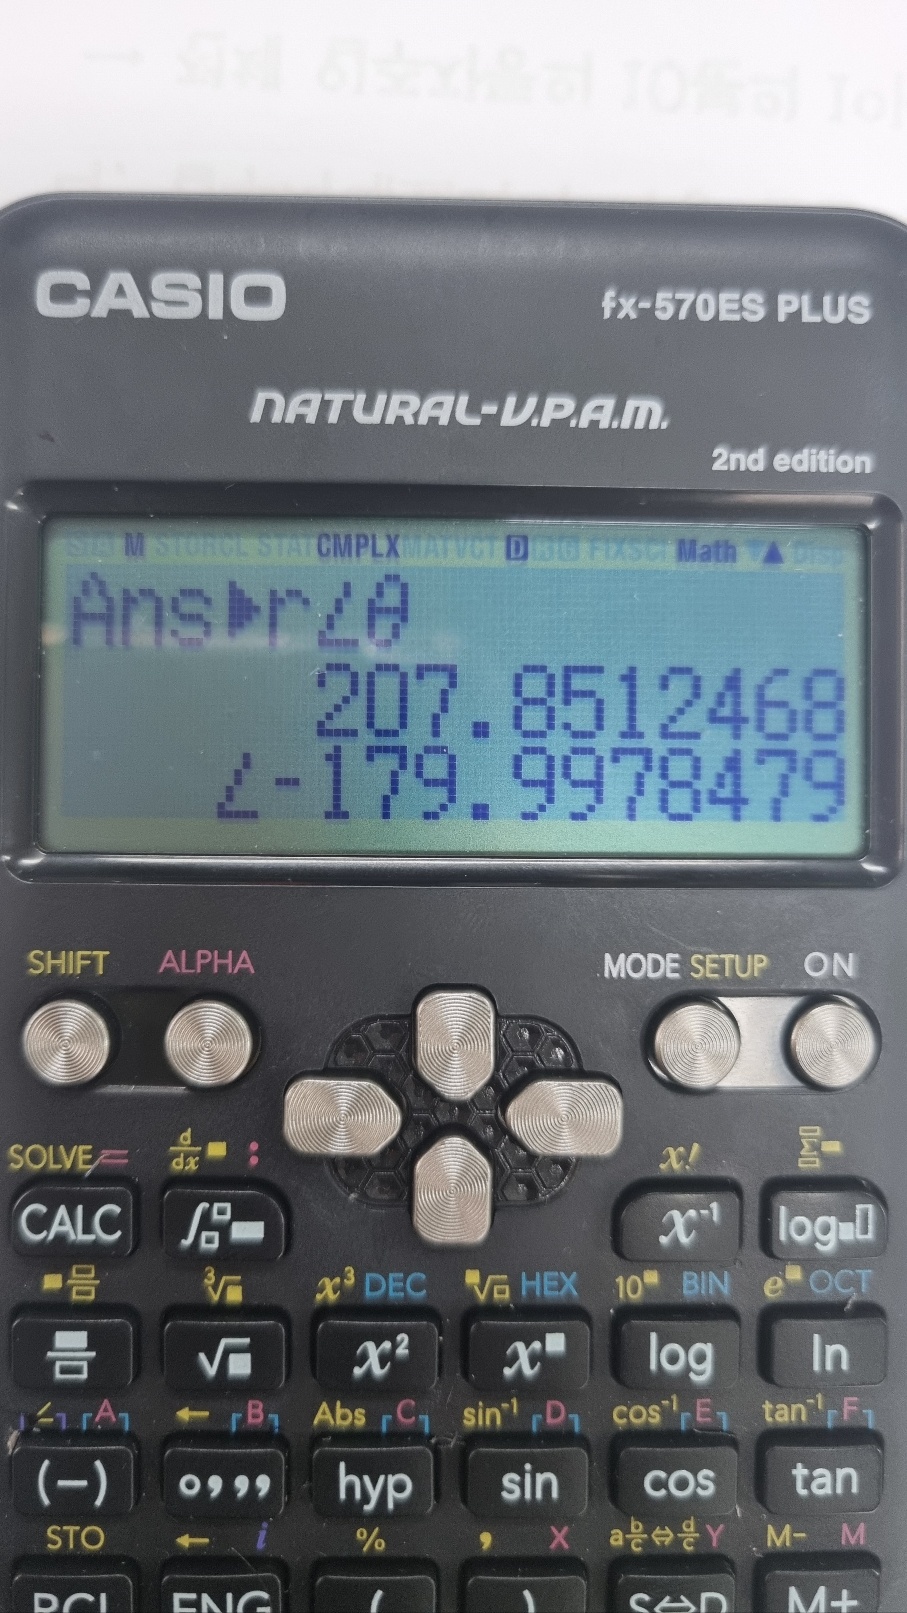 CASIO
fx-570ES PLUS
NATURAL-V.P.A.M.
2nd edition
M CMPLX D Math ▲
Ans▶r∠θ
207.8512468
∠-179.9978479
SHIFT ALPHA MODE SETUP ON
SOLVE = d/dx■ : x! Σ
CALC ∫ x⁻¹ log
³√■ x³ DEC ■√□ HEX 10■ BIN e■ OCT
√■ x² x■ log ln
∠ A ← B Abs C sin⁻¹ D cos⁻¹ E tan⁻¹ F
(−) °,,, hyp sin cos tan
STO ← i % , X a b/c⇔d/c Y M− M
RCL ENG ( ) S⇔D M+